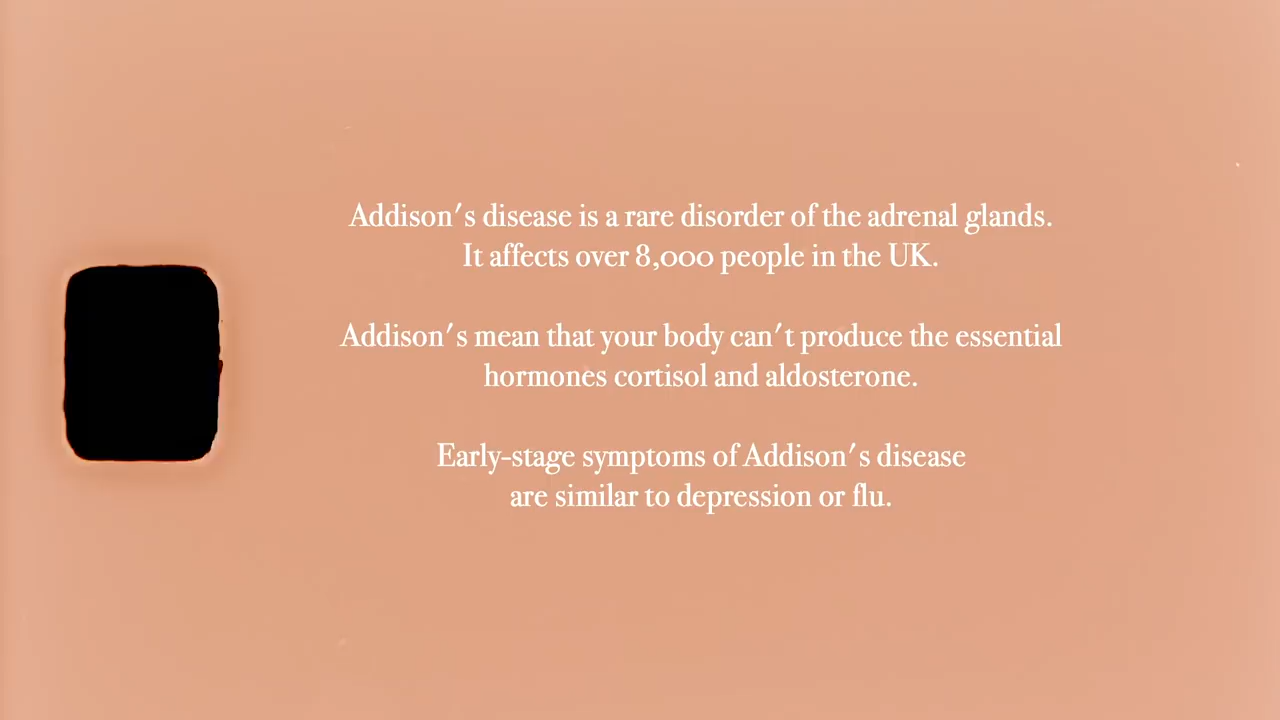 Addison's disease is a rare disorder of the adrenal glands.
It affects over 8,000 people in the UK.
Addison's mean that your body can't produce the essential
hormones cortisol and aldosterone.
Early-stage symptoms of Addison's disease
are similar to depression or flu.